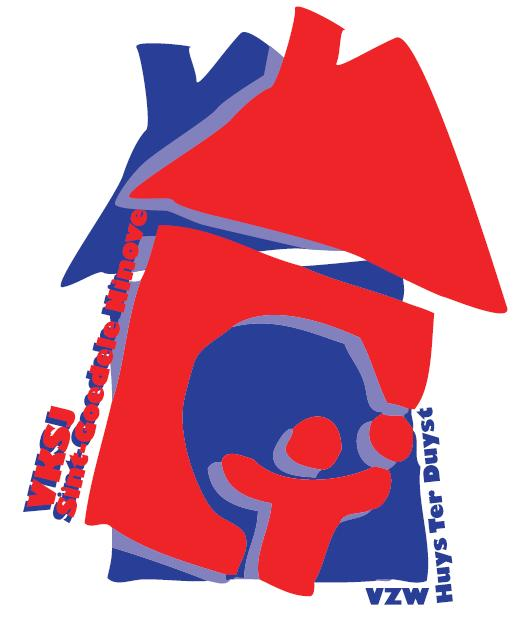 VKSJ
Sint-Goedele Ninove
VZW
Huys Ter Duyst